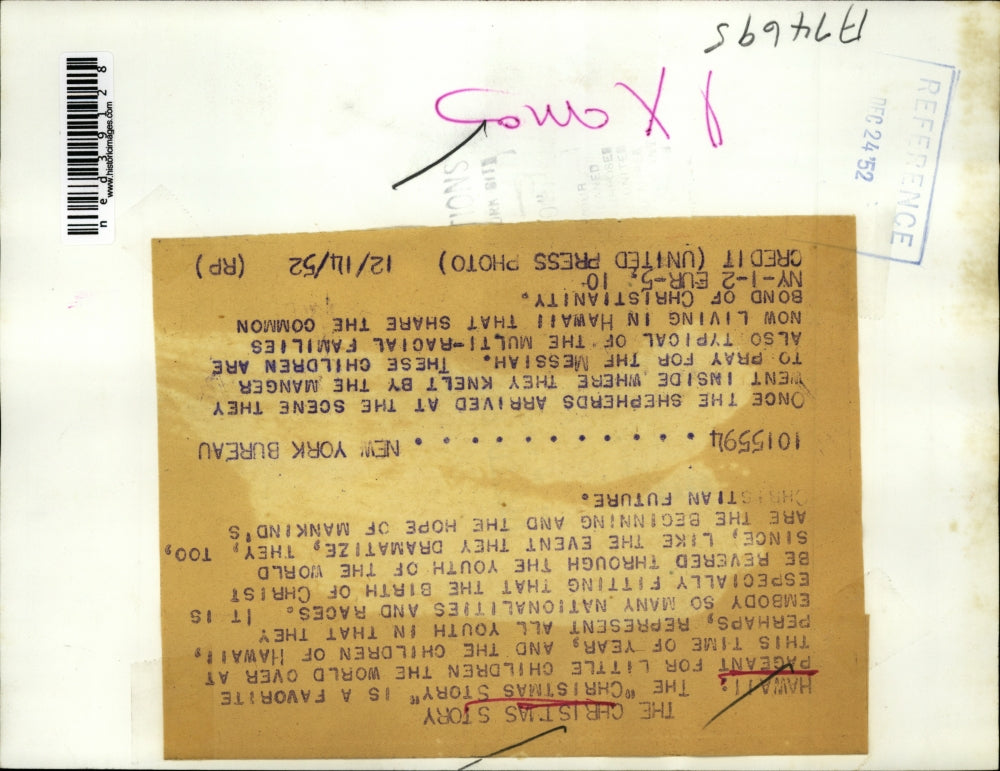 A74695
X Xmas
REFERENCE
DEC 24 '52
ned39128
www.historicimages.com
THE CHRISTMAS STORY
HAWAII: THE "CHRISTMAS STORY" IS A FAVORITE
PAGEANT FOR LITTLE CHILDREN THE WORLD OVER AT
THIS TIME OF YEAR, AND THE CHILDREN OF HAWAII,
PERHAPS, REPRESENT ALL YOUTH IN THAT THEY
EMBODY SO MANY NATIONALITIES AND RACES. IT IS
ESPECIALLY FITTING THAT THE BIRTH OF CHRIST
BE REVERED THROUGH THE YOUTH OF THE WORLD
SINCE, LIKE THE EVENT THEY DRAMATIZE, THEY, TOO,
ARE THE BEGINNING AND THE HOPE OF MANKIND'S
CHRISTIAN FUTURE.
1015594 . . . . . . . . . . . . NEW YORK BUREAU
ONCE THE SHEPHERDS ARRIVED AT THE SCENE THEY
WENT INSIDE WHERE THEY KNELT BY THE MANGER
TO PRAY FOR THE MESSIAH. THESE CHILDREN ARE
ALSO TYPICAL OF THE MULTI-RACIAL FAMILIES
NOW LIVING IN HAWAII THAT SHARE THE COMMON
BOND OF CHRISTIANITY.
NY-1-2 EUR-5, 10
CREDIT (UNITED PRESS PHOTO) 12/14/52 (RP)